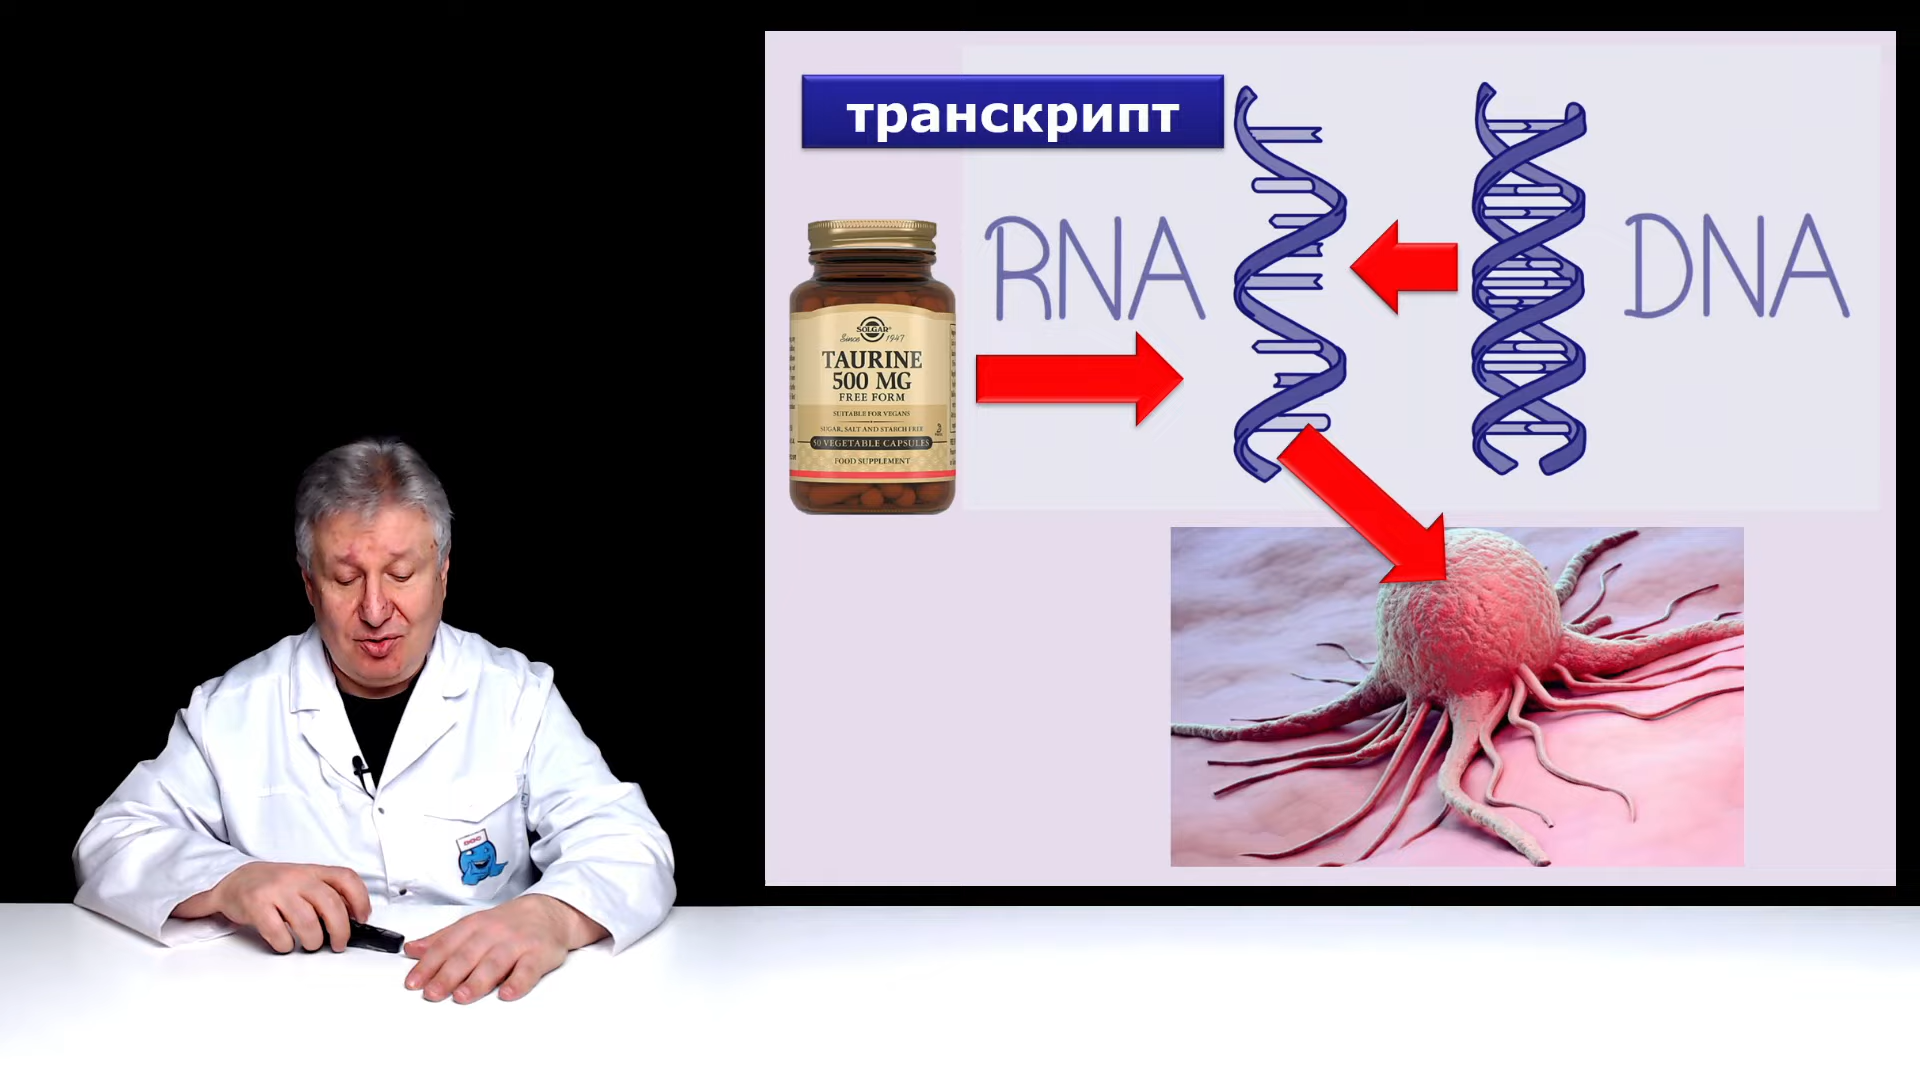 транскрипт
RNA
DNA
SOLGAR
Since 1947
TAURINE
500 MG
FREE FORM
SUITABLE FOR VEGANS
SUGAR, SALT AND STARCH FREE
50 VEGETABLE CAPSULES
FOOD SUPPLEMENT